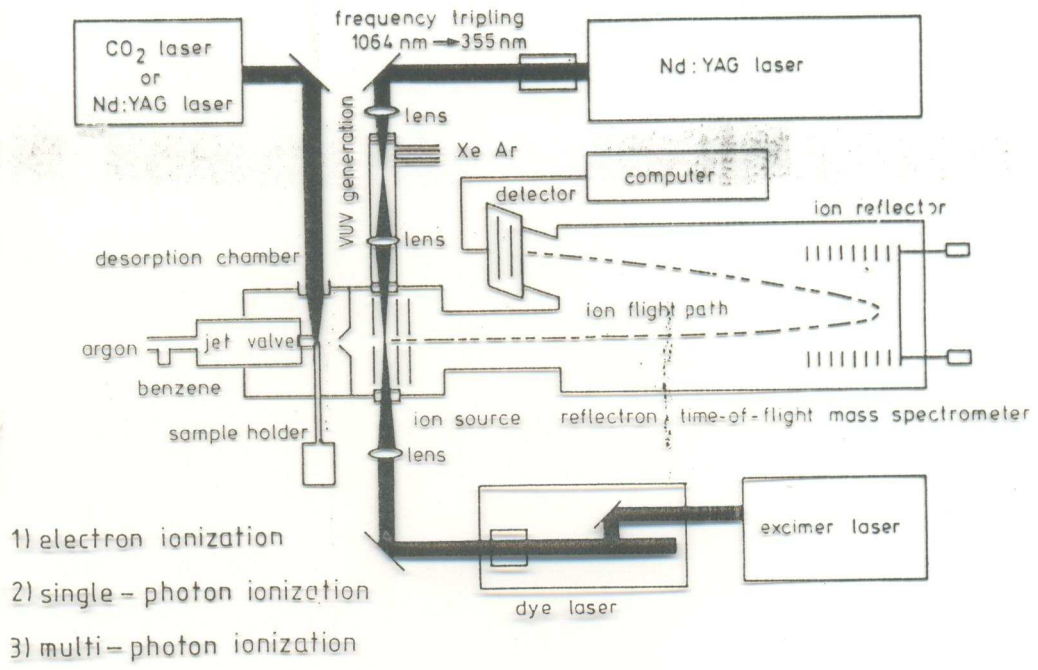 frequency tripling
1064 nm → 355 nm
CO2 laser
or
Nd:YAG laser
Nd:YAG laser
lens
VUV generation
Xe Ar
computer
detector
ion reflector
lens
desorption chamber
ion flight path
argon
jet valve
benzene
ion source
reflectron time-of-flight mass spectrometer
sample holder
lens
excimer laser
dye laser
1) electron ionization
2) single-photon ionization
3) multi-photon ionization